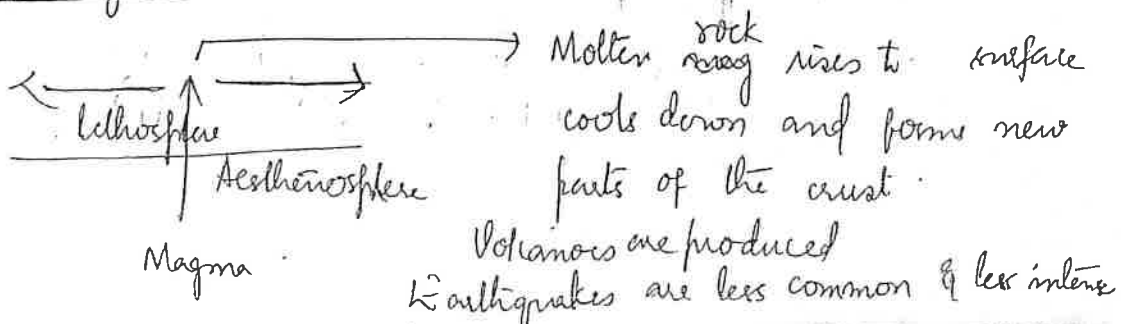 Molten rock rises to surface
cools down and forms new
parts of the crust.
Lithosphere
Aesthenosphere
Magma
Volcanoes are produced
Earthquakes are less common & less intense